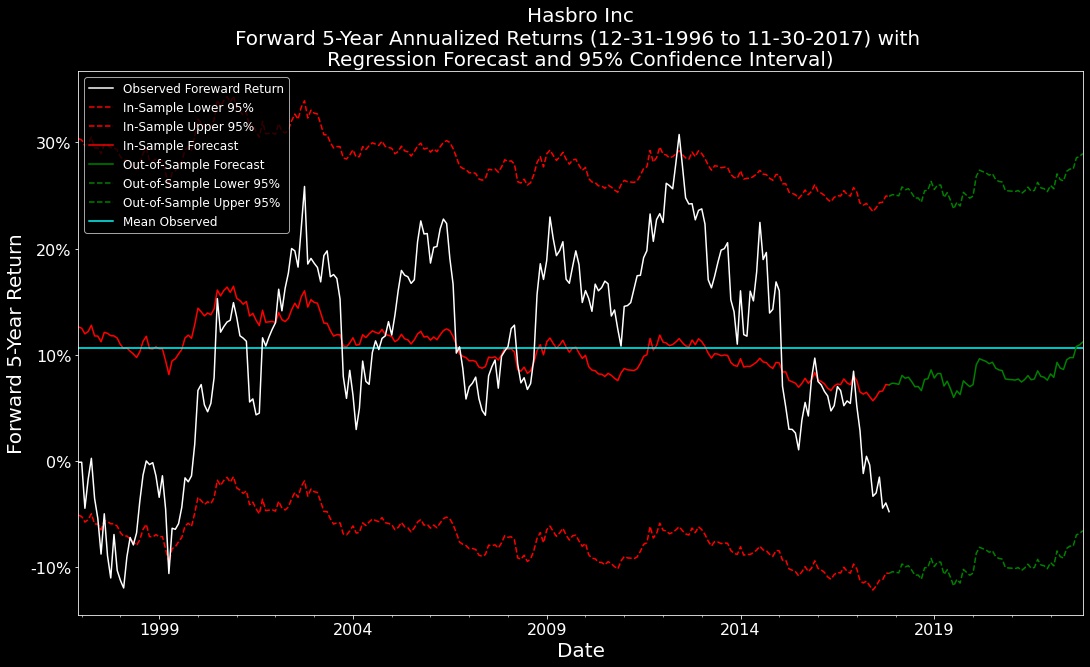 Hasbro Inc
Forward 5-Year Annualized Returns (12-31-1996 to 11-30-2017) with
Regression Forecast and 95% Confidence Interval)
Observed Foreward Return
In-Sample Lower 95%
In-Sample Upper 95%
In-Sample Forecast
Out-of-Sample Forecast
Out-of-Sample Lower 95%
Out-of-Sample Upper 95%
Mean Observed
Forward 5-Year Return
30%
20%
10%
0%
-10%
1999
2004
2009
2014
2019
Date